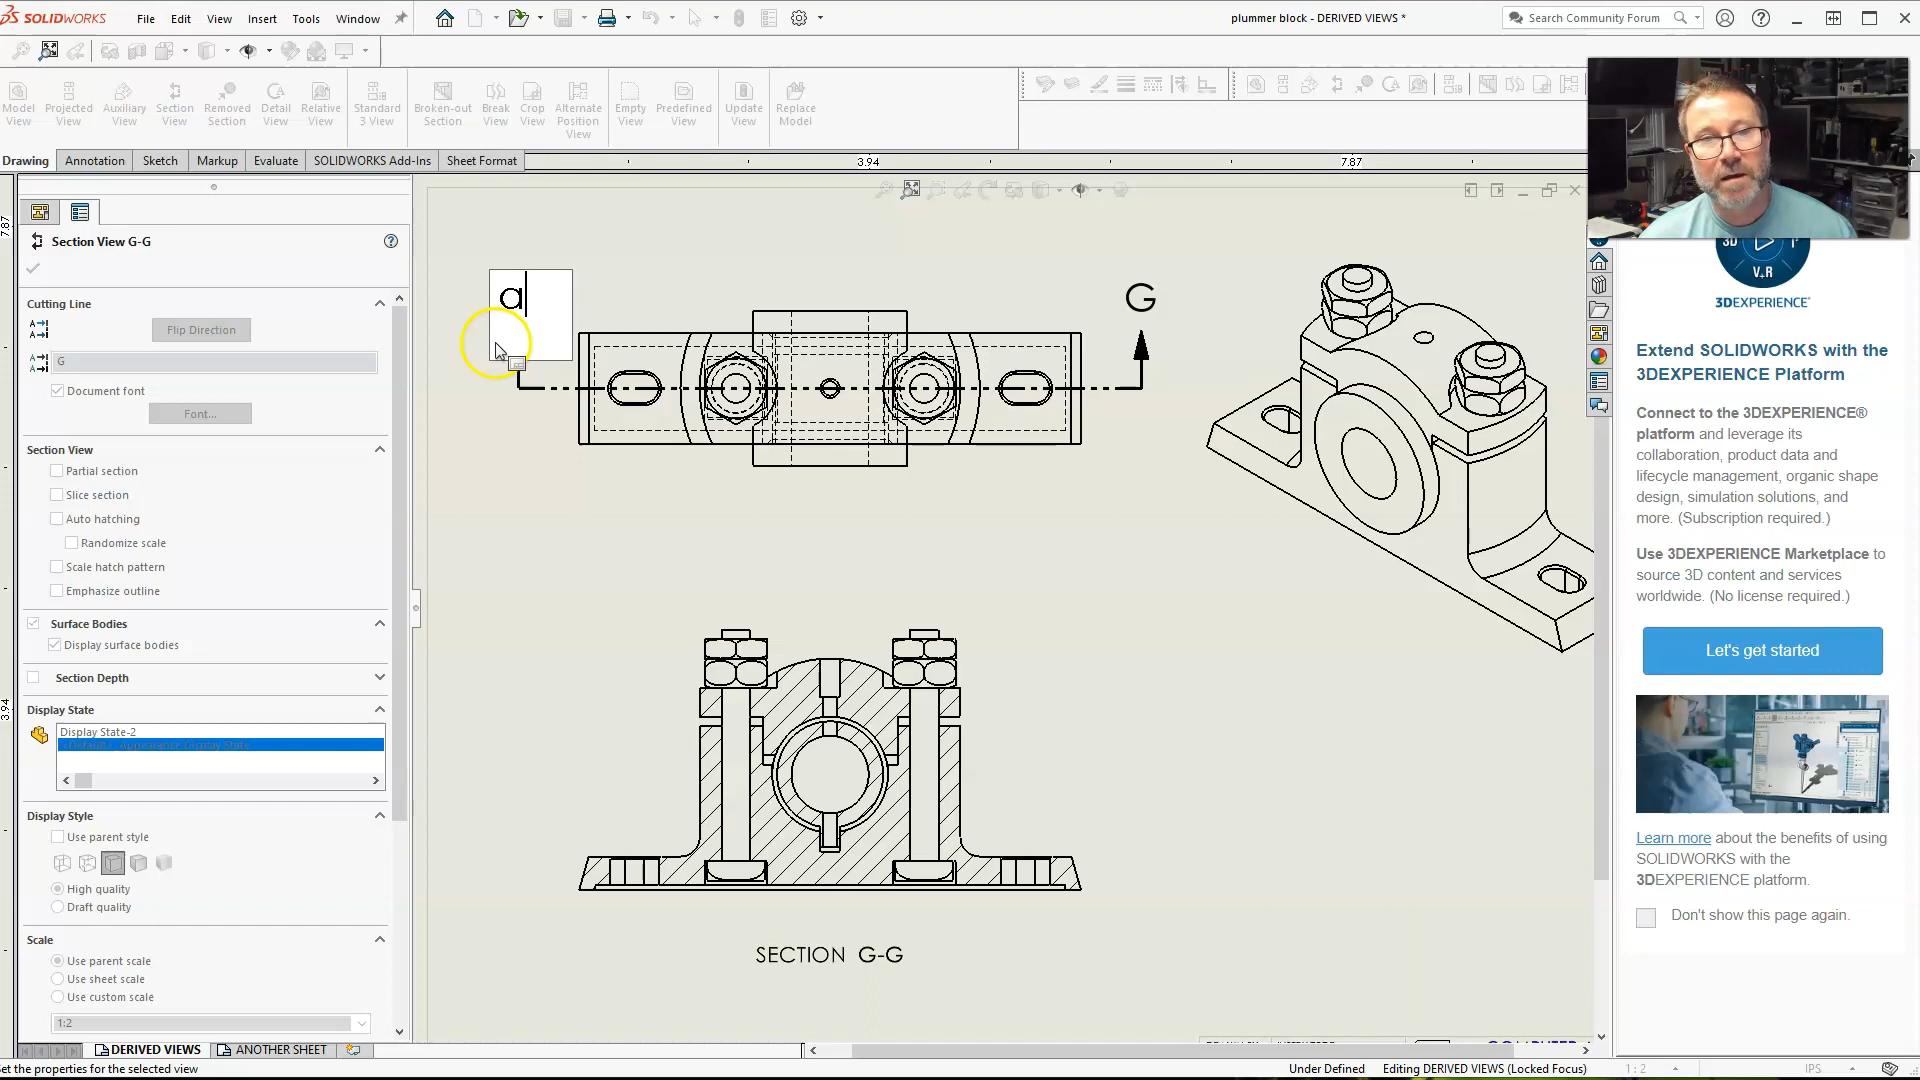 SOLIDWORKS File Edit View Insert Tools Window
plummer block - DERIVED VIEWS *
Search Community Forum
Model View
Projected View
Auxiliary View
Section View
Removed Section
Detail View
Relative View
Standard 3 View
Broken-out Section
Break View
Crop View
Alternate Position View
Empty View
Predefined View
Update View
Replace Model
Drawing Annotation Sketch Markup Evaluate SOLIDWORKS Add-Ins Sheet Format
3.94 7.87
7.87
3.94
Section View G-G
Cutting Line
Flip Direction
G
Document font
Font...
Section View
Partial section
Slice section
Auto hatching
Randomize scale
Scale hatch pattern
Emphasize outline
Surface Bodies
Display surface bodies
Section Depth
Display State
Display State-2
Display Style
Use parent style
High quality
Draft quality
Scale
Use parent scale
Use sheet scale
Use custom scale
1:2
a
G
SECTION G-G
3D
V+R
3DEXPERIENCE
Extend SOLIDWORKS with the
3DEXPERIENCE Platform
Connect to the 3DEXPERIENCE®
platform and leverage its
collaboration, product data and
lifecycle management, organic shape
design, simulation solutions, and
more. (Subscription required.)
Use 3DEXPERIENCE Marketplace to
source 3D content and services
worldwide. (No license required.)
Let's get started
Learn more about the benefits of using
SOLIDWORKS with the
3DEXPERIENCE platform.
Don't show this page again.
DERIVED VIEWS ANOTHER SHEET
et the properties for the selected view
Under Defined Editing DERIVED VIEWS (Locked Focus) 1 : 2 IPS